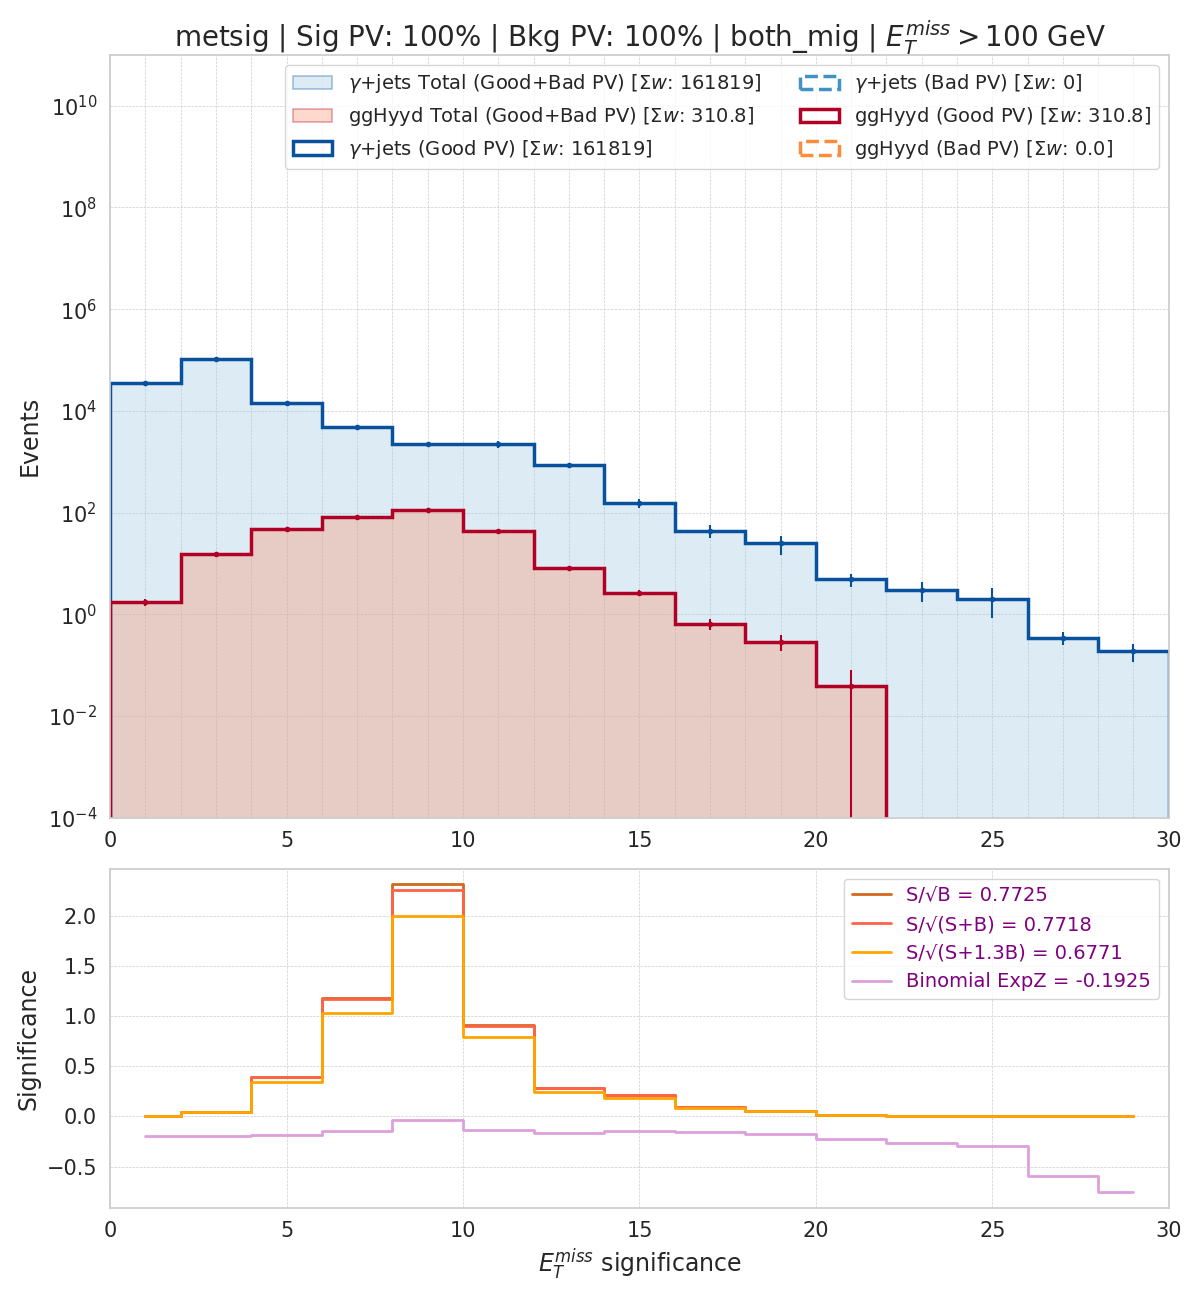 metsig | Sig PV: 100% | Bkg PV: 100% | both_mig | $E_T^{miss}$ > 100 GeV
γ+jets Total (Good+Bad PV) [Σw: 161819]
ggHyyd Total (Good+Bad PV) [Σw: 310.8]
γ+jets (Good PV) [Σw: 161819]
γ+jets (Bad PV) [Σw: 0]
ggHyyd (Good PV) [Σw: 310.8]
ggHyyd (Bad PV) [Σw: 0.0]
Events
10¹⁰
10⁸
10⁶
10⁴
10²
10⁰
10⁻²
10⁻⁴
0 5 10 15 20 25 30
S/√B = 0.7725
S/√(S+B) = 0.7718
S/√(S+1.3B) = 0.6771
Binomial ExpZ = -0.1925
Significance
2.0
1.5
1.0
0.5
0.0
−0.5
0 5 10 15 20 25 30
$E_T^{miss}$ significance